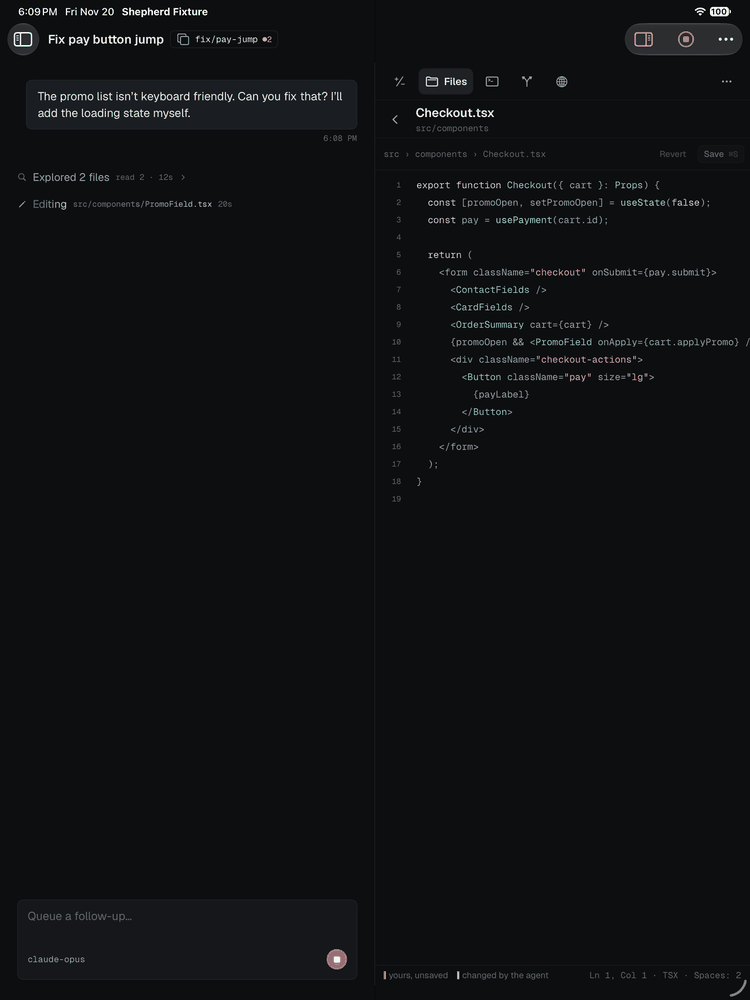 6:09 PM Fri Nov 20 Shepherd Fixture 100
Fix pay button jump fix/pay-jump 2
The promo list isn’t keyboard friendly. Can you fix that? I’ll
add the loading state myself.
6:08 PM
Explored 2 files read 2 · 12s
Editing src/components/PromoField.tsx 20s
Queue a follow-up…
claude-opus
Files
Checkout.tsx
src/components
src › components › Checkout.tsx Revert Save ⌘S
1 export function Checkout({ cart }: Props) {
2   const [promoOpen, setPromoOpen] = useState(false);
3   const pay = usePayment(cart.id);
4
5   return (
6     <form className="checkout" onSubmit={pay.submit}>
7       <ContactFields />
8       <CardFields />
9       <OrderSummary cart={cart} />
10       {promoOpen && <PromoField onApply={cart.applyPromo} /
11       <div className="checkout-actions">
12         <Button className="pay" size="lg">
13           {payLabel}
14         </Button>
15       </div>
16     </form>
17   );
18 }
19
yours, unsaved changed by the agent Ln 1, Col 1 · TSX · Spaces: 2